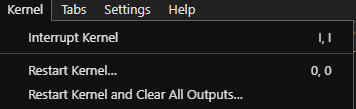 Kernel Tabs Settings Help
Interrupt Kernel I, I
Restart Kernel... 0, 0
Restart Kernel and Clear All Outputs...